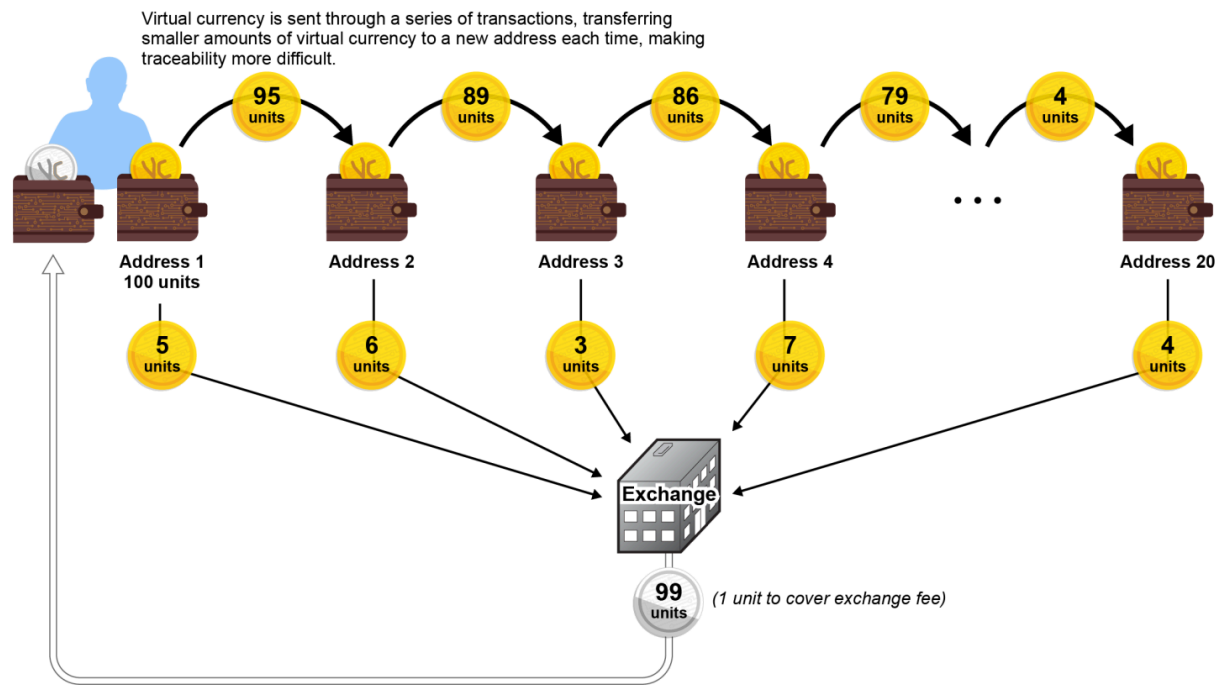 Virtual currency is sent through a series of transactions, transferring
smaller amounts of virtual currency to a new address each time, making
traceability more difficult.
95
units
89
units
86
units
79
units
4
units
VC
VC
VC
VC
VC
VC
. . .
Address 1
100 units
Address 2
Address 3
Address 4
Address 20
5
units
6
units
3
units
7
units
4
units
Exchange
99
units
(1 unit to cover exchange fee)